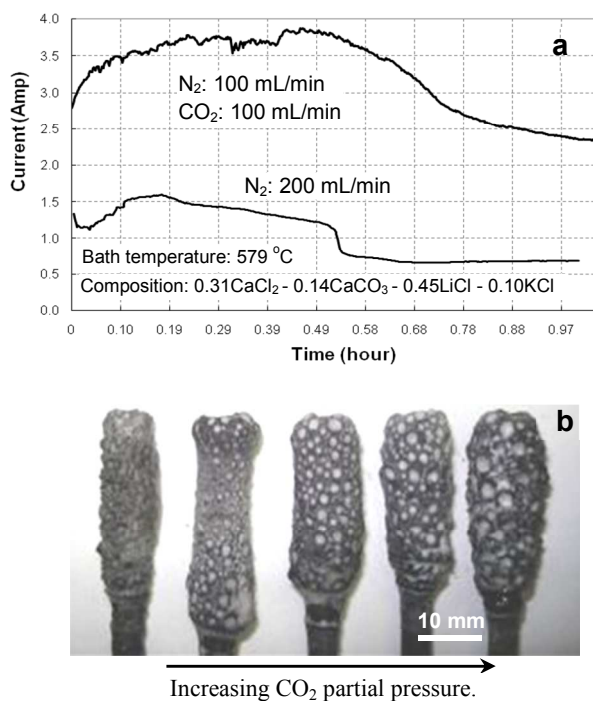 a
4.0
3.5
3.0
2.5
2.0
1.5
1.0
0.5
0
Current (Amp)
N₂: 100 mL/min
CO₂: 100 mL/min
N₂: 200 mL/min
Bath temperature: 579 °C
Composition: 0.31CaCl₂ - 0.14CaCO₃ - 0.45LiCl - 0.10KCl
0 0.10 0.19 0.29 0.39 0.49 0.58 0.68 0.78 0.88 0.97
Time (hour)
b
10 mm
Increasing CO₂ partial pressure.